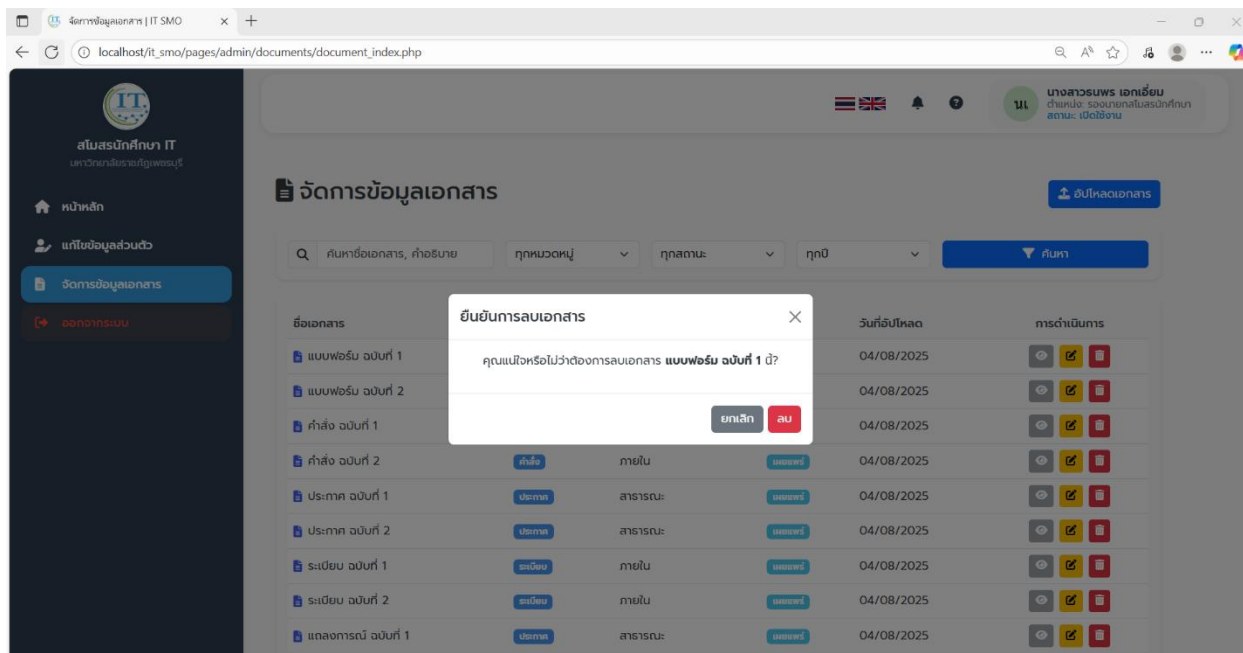 จัดการข้อมูลเอกสาร | IT SMO
localhost/it_smo/pages/admin/documents/document_index.php
IT
สโมสรนักศึกษา IT
มหาวิทยาลัยราชภัฏเพชรบุรี
หน้าหลัก
แก้ไขข้อมูลส่วนตัว
จัดการข้อมูลเอกสาร
ออกจากระบบ
นเ
นางสาวธนพร เอกเอี่ยม
ตำแหน่ง: รองนายกสโมสรนักศึกษา
สถานะ: เปิดใช้งาน
จัดการข้อมูลเอกสาร
อัปโหลดเอกสาร
ค้นหาชื่อเอกสาร, คำอธิบาย ทุกหมวดหมู่ ทุกสถานะ ทุกปี ค้นหา
ยืนยันการลบเอกสาร
คุณแน่ใจหรือไม่ว่าต้องการลบเอกสาร แบบฟอร์ม ฉบับที่ 1 นี้?
ยกเลิก ลบ
ชื่อเอกสาร วันที่อัปโหลด การดำเนินการ
แบบฟอร์ม ฉบับที่ 1 04/08/2025
แบบฟอร์ม ฉบับที่ 2 04/08/2025
คำสั่ง ฉบับที่ 1 04/08/2025
คำสั่ง ฉบับที่ 2 คำสั่ง ภายใน เผยแพร่ 04/08/2025
ประกาศ ฉบับที่ 1 ประกาศ สาธารณะ เผยแพร่ 04/08/2025
ประกาศ ฉบับที่ 2 ประกาศ สาธารณะ เผยแพร่ 04/08/2025
ระเบียบ ฉบับที่ 1 ระเบียบ ภายใน เผยแพร่ 04/08/2025
ระเบียบ ฉบับที่ 2 ระเบียบ ภายใน เผยแพร่ 04/08/2025
แถลงการณ์ ฉบับที่ 1 ประกาศ สาธารณะ เผยแพร่ 04/08/2025